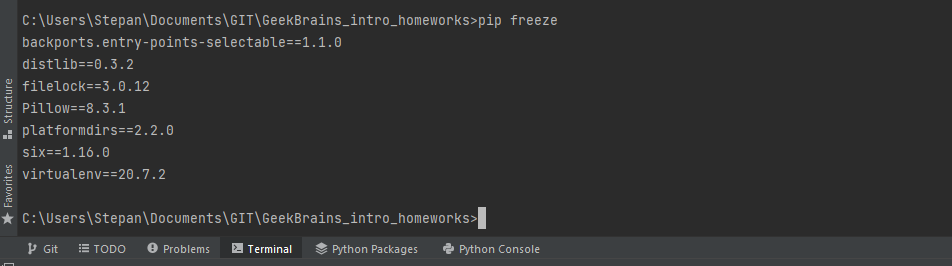 C:\Users\Stepan\Documents\GIT\GeekBrains_intro_homeworks>pip freeze
backports.entry-points-selectable==1.1.0
distlib==0.3.2
filelock==3.0.12
Pillow==8.3.1
platformdirs==2.2.0
six==1.16.0
virtualenv==20.7.2
C:\Users\Stepan\Documents\GIT\GeekBrains_intro_homeworks>
Structure
Favorites
Git TODO Problems Terminal Python Packages Python Console